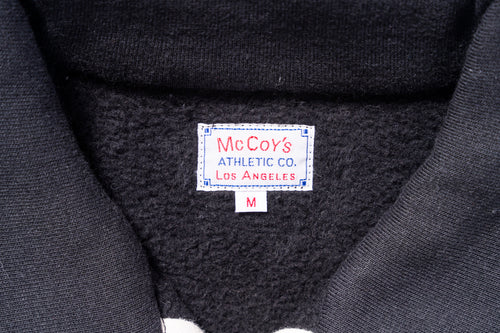 McCoy's
ATHLETIC CO.
Los Angeles
M